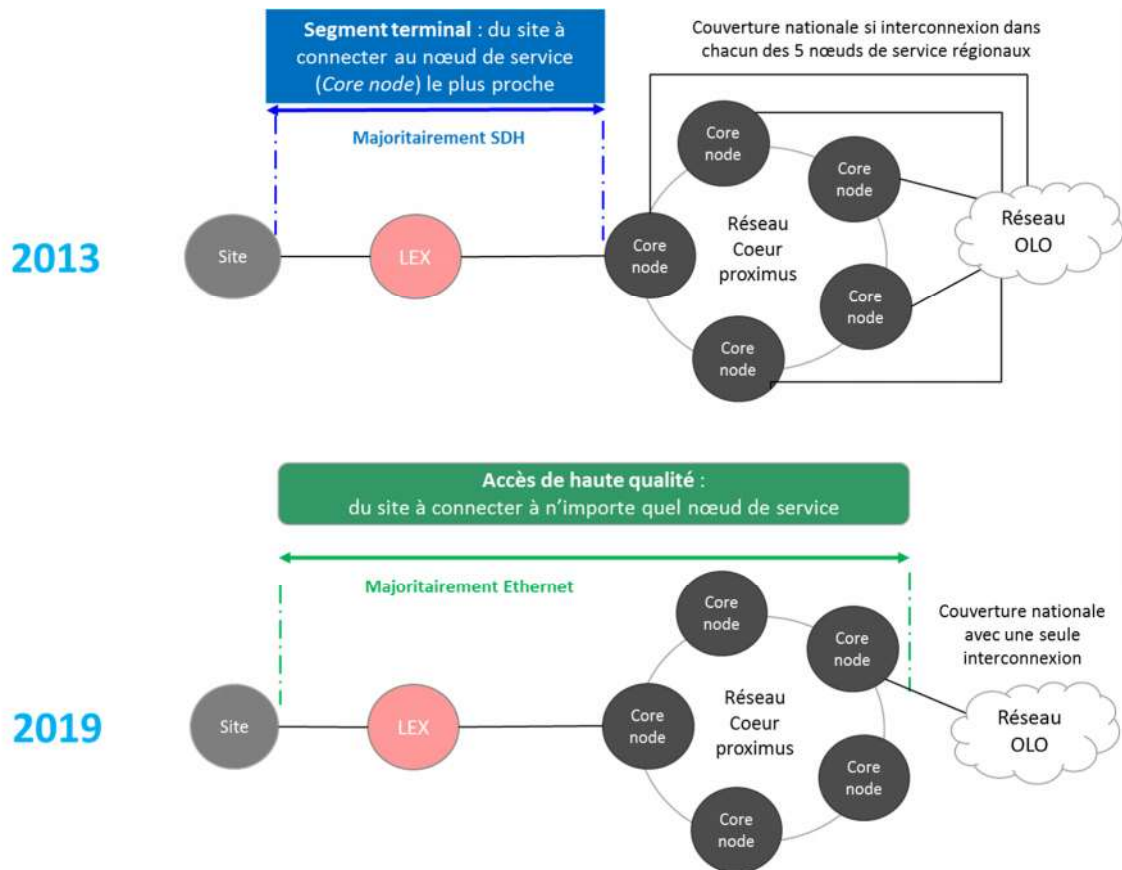 Segment terminal : du site à
connecter au nœud de service
(Core node) le plus proche
Couverture nationale si interconnexion dans
chacun des 5 nœuds de service régionaux
Majoritairement SDH
2013
Site
LEX
Core
node
Core
node
Core
node
Core
node
Core
node
Réseau
Coeur
proximus
Réseau
OLO
Accès de haute qualité :
du site à connecter à n’importe quel nœud de service
Majoritairement Ethernet
Couverture nationale
avec une seule
interconnexion
2019
Site
LEX
Core
node
Core
node
Core
node
Core
node
Core
node
Réseau
Coeur
proximus
Réseau
OLO